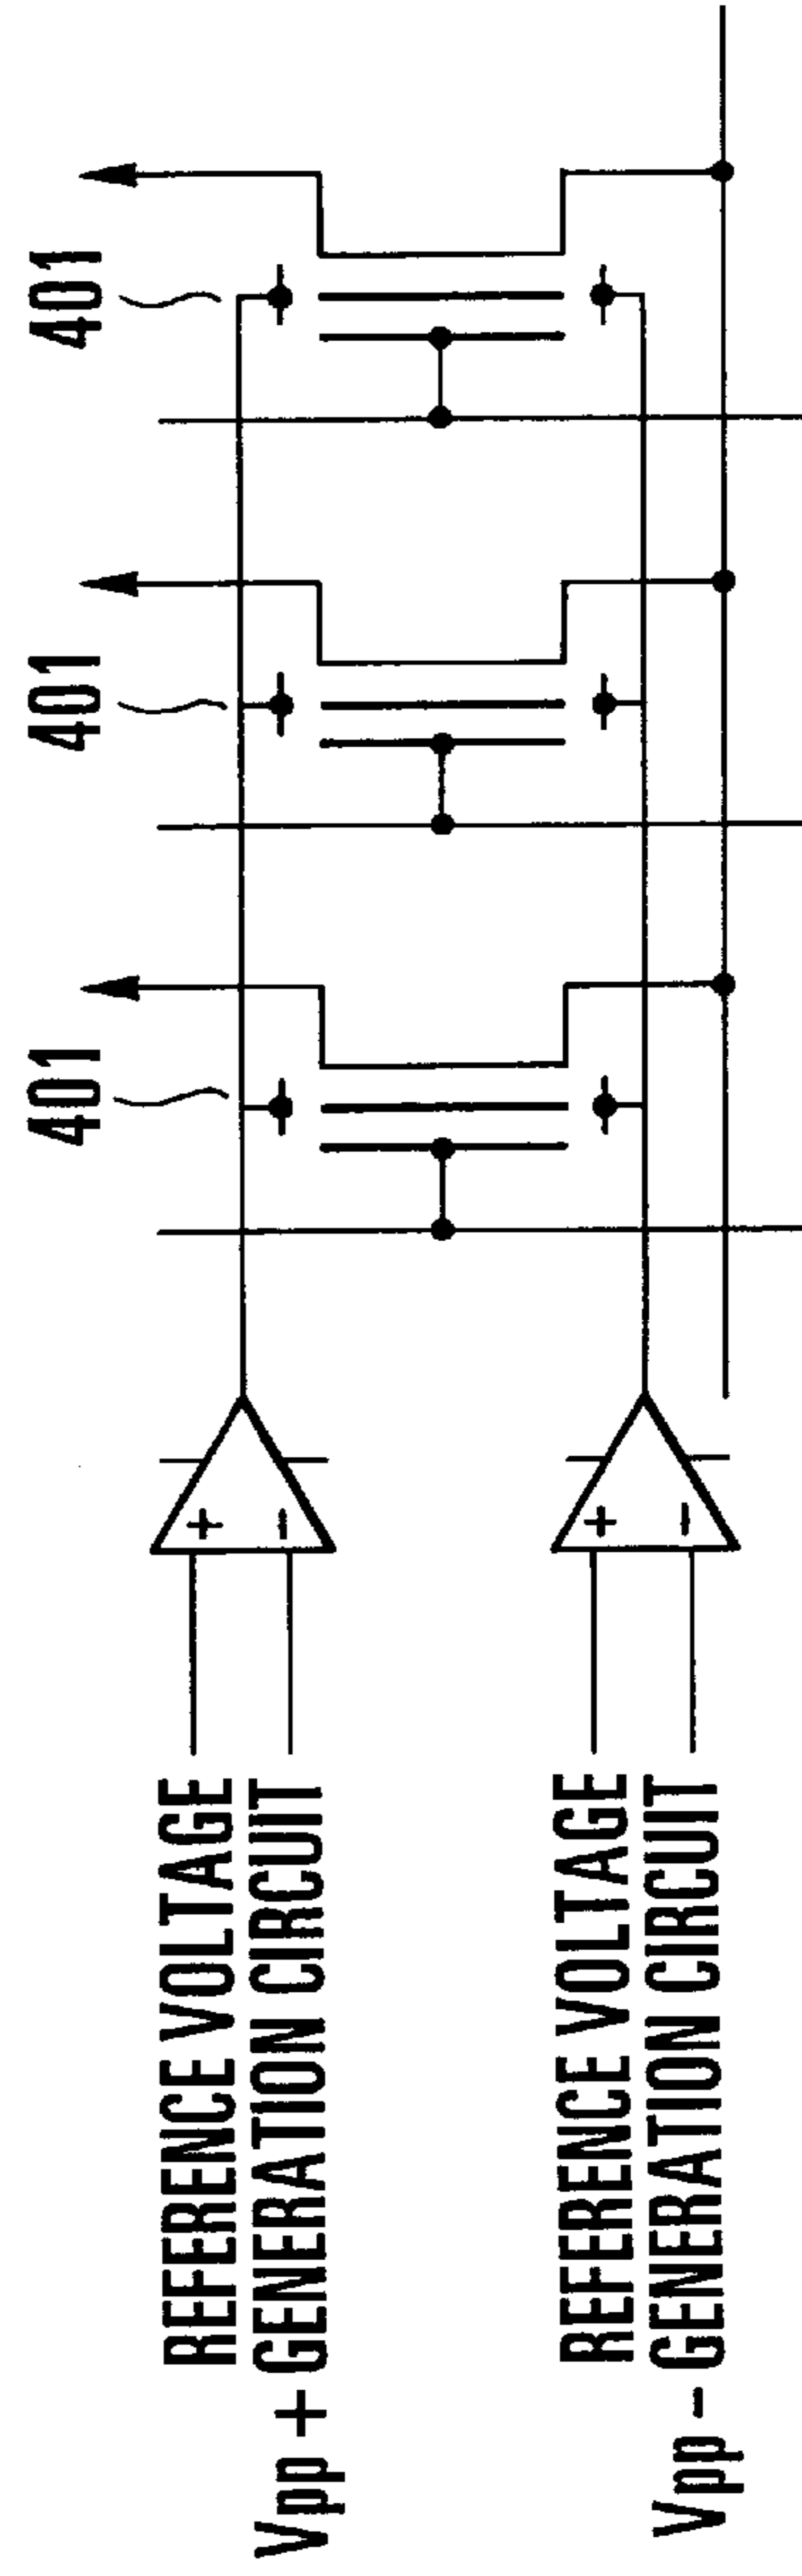 401
401
401
+
-
+
-
REFERENCE VOLTAGE
Vpp + GENERATION CIRCUIT
REFERENCE VOLTAGE
Vpp - GENERATION CIRCUIT